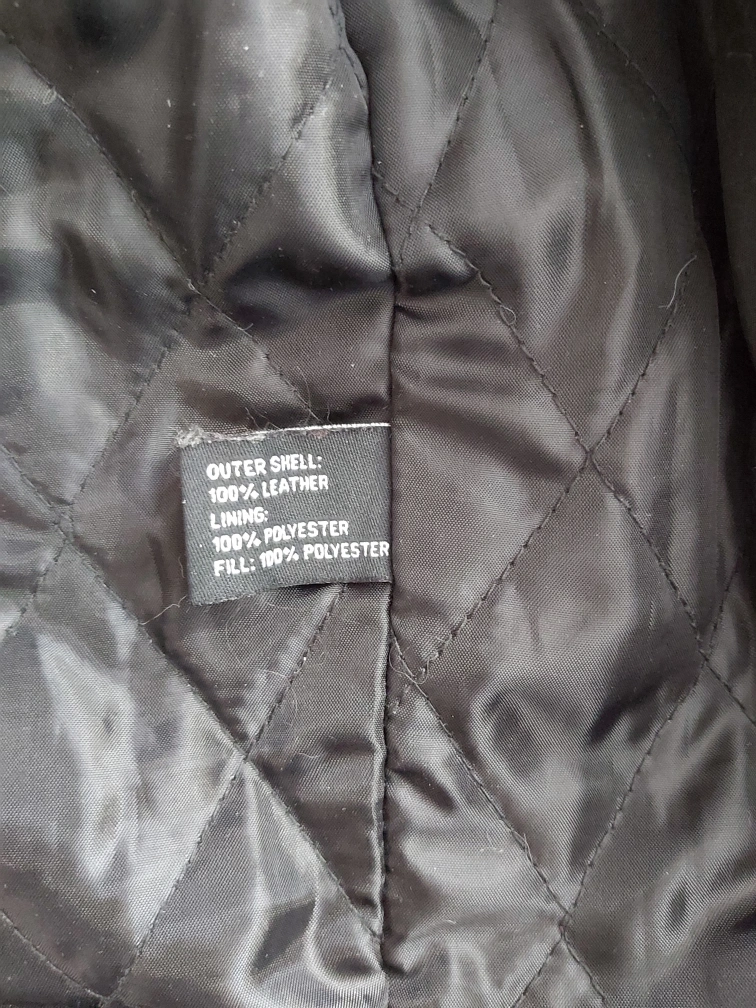 OUTER SHELL:
100% LEATHER
LINING:
100% POLYESTER
FILL: 100% POLYESTER